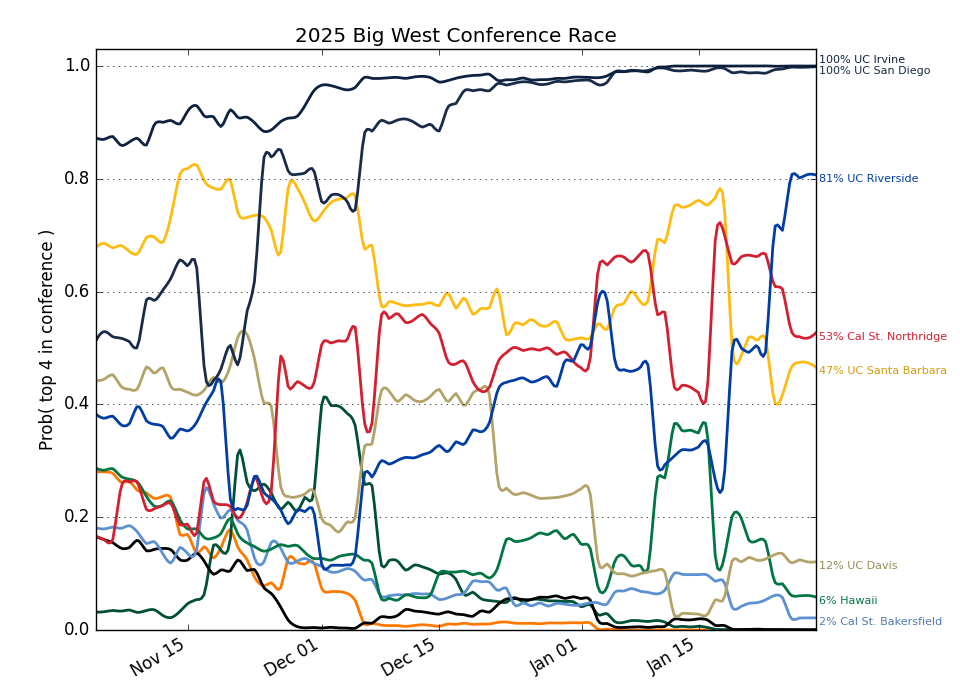 2025 Big West Conference Race
Prob( top 4 in conference )
1.0
0.8
0.6
0.4
0.2
0.0
Nov 15
Dec 01
Dec 15
Jan 01
Jan 15
100% UC Irvine
100% UC San Diego
81% UC Riverside
53% Cal St. Northridge
47% UC Santa Barbara
12% UC Davis
6% Hawaii
2% Cal St. Bakersfield